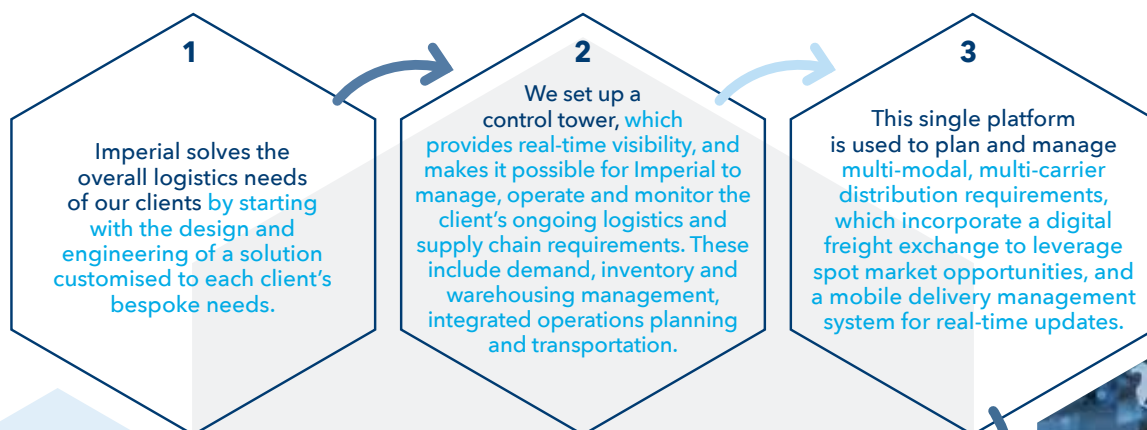 1
Imperial solves the
overall logistics needs
of our clients by starting
with the design and
engineering of a solution
customised to each client's
bespoke needs.
2
We set up a
control tower, which
provides real-time visibility, and
makes it possible for Imperial to
manage, operate and monitor the
client's ongoing logistics and
supply chain requirements. These
include demand, inventory and
warehousing management,
integrated operations planning
and transportation.
3
This single platform
is used to plan and manage
multi-modal, multi-carrier
distribution requirements,
which incorporate a digital
freight exchange to leverage
spot market opportunities, and
a mobile delivery management
system for real-time updates.